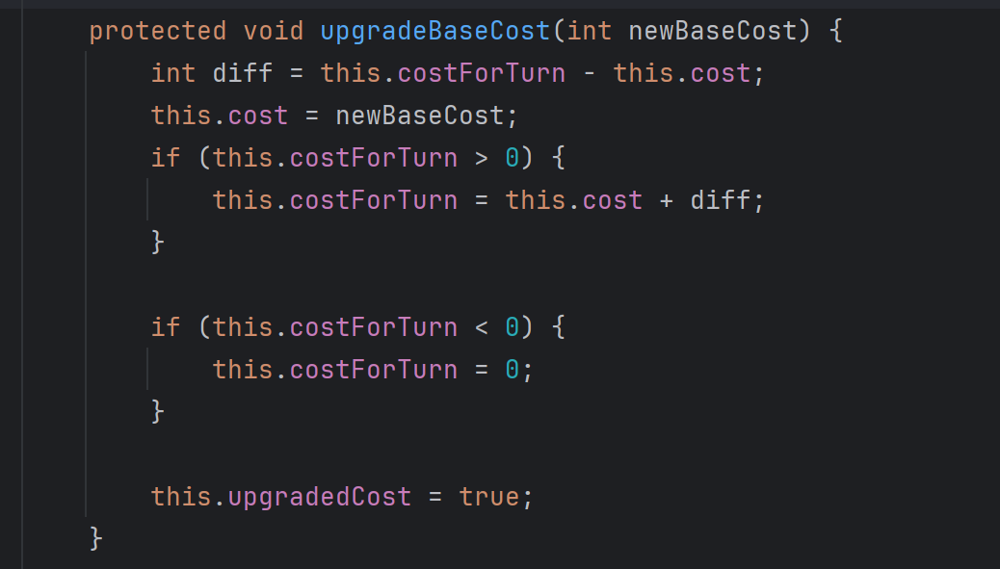 protected void upgradeBaseCost(int newBaseCost) {
    int diff = this.costForTurn - this.cost;
    this.cost = newBaseCost;
    if (this.costForTurn > 0) {
        this.costForTurn = this.cost + diff;
    }

    if (this.costForTurn < 0) {
        this.costForTurn = 0;
    }

    this.upgradedCost = true;
}